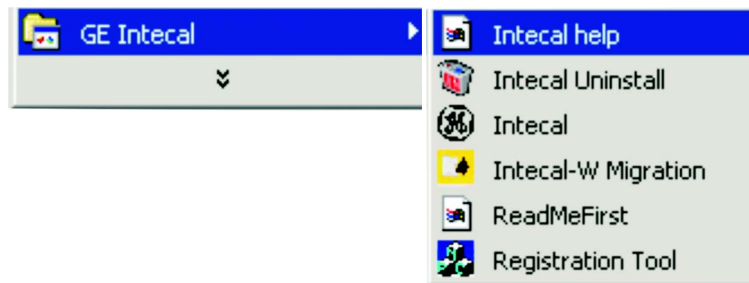 GE Intecal
Intecal help
Intecal Uninstall
Intecal
Intecal-W Migration
ReadMeFirst
Registration Tool